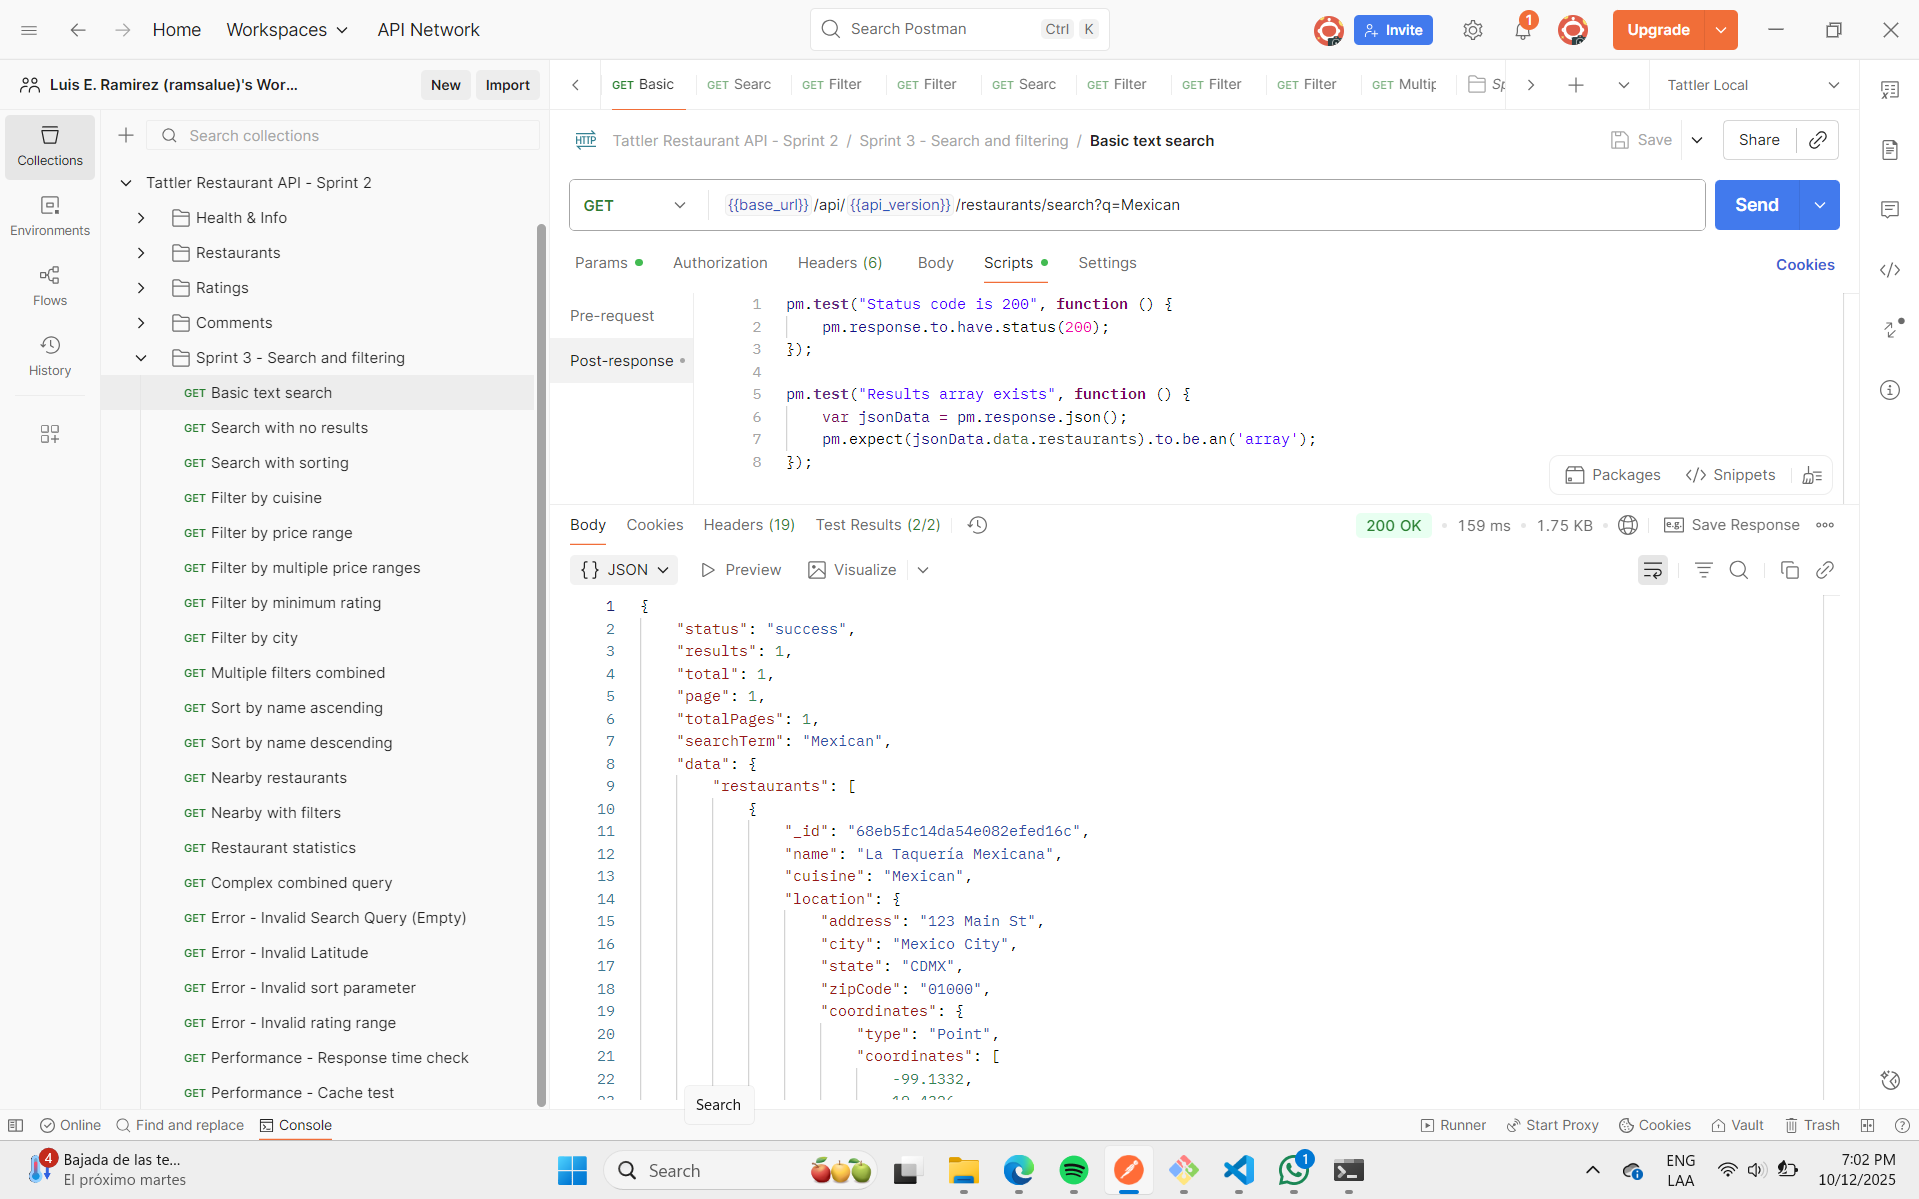 Home
Workspaces
API Network
Search Postman
Ctrl K
Invite
1
Upgrade
Luis E. Ramirez (ramsalue)'s Wor...
New
Import
GET Basic
GET Searc
GET Filter
GET Filter
GET Searc
GET Filter
GET Filter
GET Filter
GET Multip
Sp
Tattler Local
Collections
Environments
Flows
History
Search collections
Tattler Restaurant API - Sprint 2
Health & Info
Restaurants
Ratings
Comments
Sprint 3 - Search and filtering
GET Basic text search
GET Search with no results
GET Search with sorting
GET Filter by cuisine
GET Filter by price range
GET Filter by multiple price ranges
GET Filter by minimum rating
GET Filter by city
GET Multiple filters combined
GET Sort by name ascending
GET Sort by name descending
GET Nearby restaurants
GET Nearby with filters
GET Restaurant statistics
GET Complex combined query
GET Error - Invalid Search Query (Empty)
GET Error - Invalid Latitude
GET Error - Invalid sort parameter
GET Error - Invalid rating range
GET Performance - Response time check
GET Performance - Cache test
HTTP Tattler Restaurant API - Sprint 2 / Sprint 3 - Search and filtering / Basic text search
Save
Share
GET
{{base_url}} /api/ {{api_version}} /restaurants/search?q=Mexican
Send
Params
Authorization
Headers (6)
Body
Scripts
Settings
Cookies
Pre-request
Post-response
1 pm.test("Status code is 200", function () {
2 pm.response.to.have.status(200);
3 });
4
5 pm.test("Results array exists", function () {
6 var jsonData = pm.response.json();
7 pm.expect(jsonData.data.restaurants).to.be.an('array');
8 });
Packages
</> Snippets
Body
Cookies
Headers (19)
Test Results (2/2)
200 OK
159 ms
1.75 KB
e.g. Save Response
{} JSON
Preview
Visualize
1 {
2 "status": "success",
3 "results": 1,
4 "total": 1,
5 "page": 1,
6 "totalPages": 1,
7 "searchTerm": "Mexican",
8 "data": {
9 "restaurants": [
10 {
11 "_id": "68eb5fc14da54e082efed16c",
12 "name": "La Taquería Mexicana",
13 "cuisine": "Mexican",
14 "location": {
15 "address": "123 Main St",
16 "city": "Mexico City",
17 "state": "CDMX",
18 "zipCode": "01000",
19 "coordinates": {
20 "type": "Point",
21 "coordinates": [
22 -99.1332,
23 19.4326
Search
Online
Find and replace
Console
Runner
Start Proxy
Cookies
Vault
Trash
4
Bajada de las te...
El próximo martes
Search
1
ENG
LAA
7:02 PM
10/12/2025